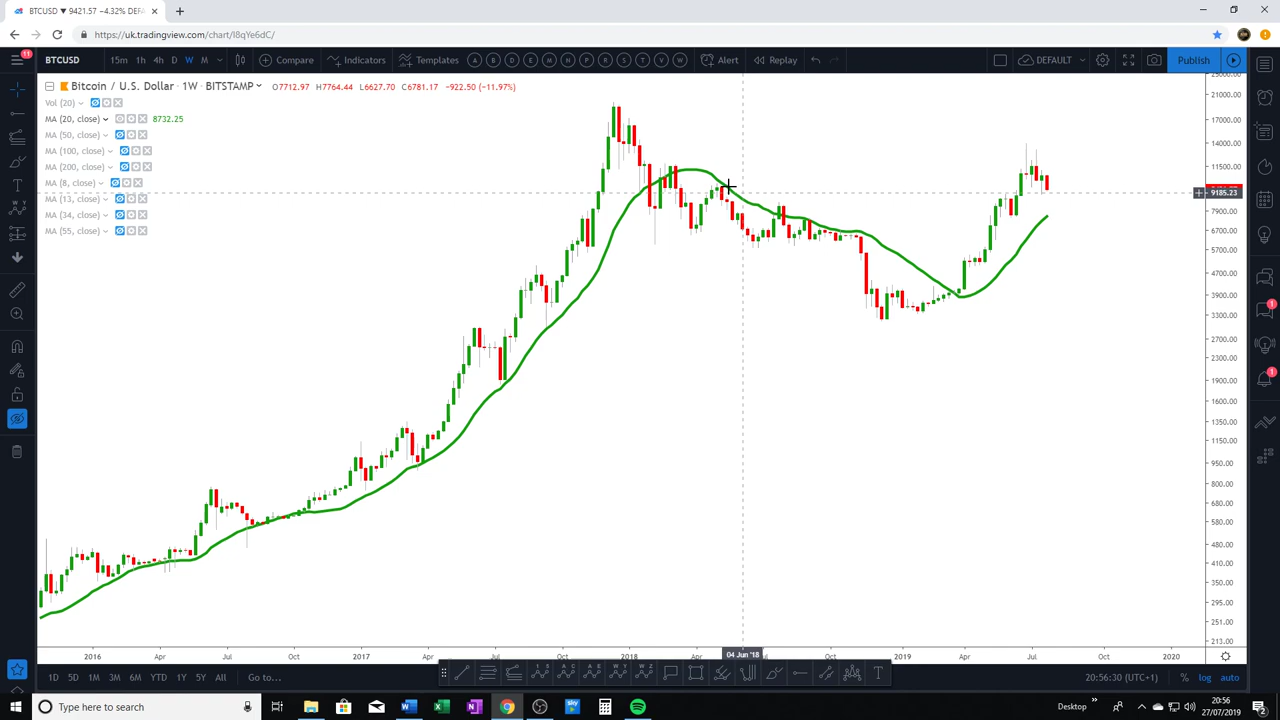 BTCUSD ▼ 9421.57 −4.32% DEFA
https://uk.tradingview.com/chart/I8qYe6dC/
11
BTCUSD 15m 1h 4h D W M Compare Indicators Templates A B D E M H P R S T V W Alert Replay DEFAULT Publish
Bitcoin / U.S. Dollar · 1W · BITSTAMP O7712.97 H7764.44 L6627.70 C6781.17 −922.50 (−11.97%)
Vol (20)
MA (20, close) 8732.25
MA (50, close)
MA (100, close)
MA (200, close)
MA (8, close)
MA (13, close)
MA (34, close)
MA (55, close)
25000.00
21000.00
17000.00
14000.00
11500.00
9185.23
7900.00
6700.00
5700.00
4700.00
3900.00
3300.00
2700.00
2300.00
1900.00
1600.00
1350.00
1150.00
950.00
800.00
680.00
580.00
480.00
410.00
350.00
295.00
251.00
213.00
1
1
2016 Apr Jul Oct 2017 Apr Jul Oct 2018 Apr 04 Jun '18 Oct 2019 Apr Jul Oct 2020
1D 5D 1M 3M 6M YTD 1Y 5Y All Go to... 20:56:30 (UTC+1) % log auto
Type here to search
Desktop
20:56
27/07/2019
2